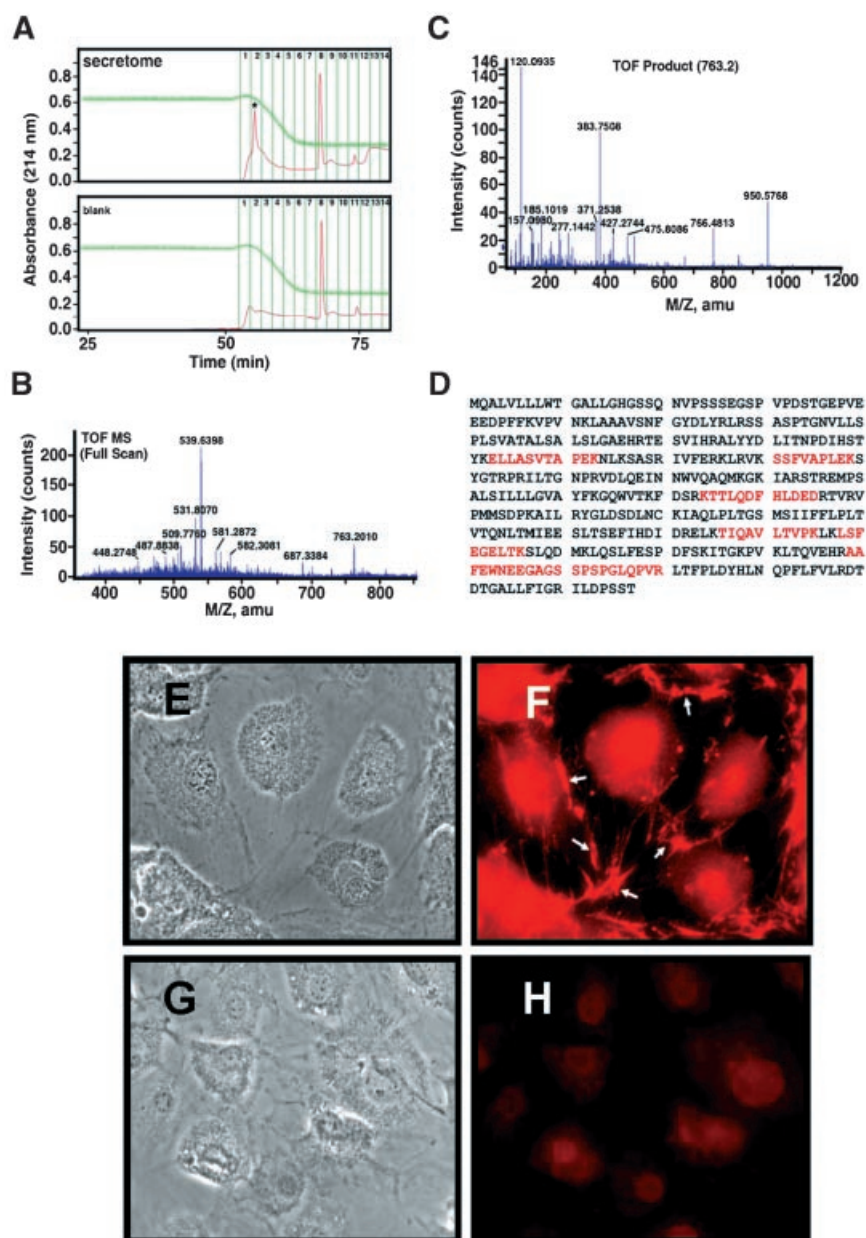 A
secretome
1 2 3 4 5 6 7 8 9 10 11 12 13 14
0.8
0.6
0.4
0.2
0.0
*
blank
1 2 3 4 5 6 7 8 9 10 11 12 13 14
0.8
0.6
0.4
0.2
0.0
25 50 75
Time (min)
Absorbance (214 nm)
B
TOF MS
(Full Scan)
539.6398
531.8070
509.7760
487.8838
448.2748
581.2872
582.3081
687.3384
763.2010
200
150
100
50
0
400 500 600 700 800
M/Z, amu
Intensity (counts)
C
TOF Product (763.2)
146
140
120
100
80
60
40
20
0
120.0935
383.7508
185.1019
371.2538
157.0980
277.1442
427.2744
475.8086
766.4813
950.5768
200 400 600 800 1000 1200
M/Z, amu
Intensity (counts)
D
MQALVLLLWT GALLGHGSSQ NVPSSSEGSP VPDSTGEPVE
EEDPFFKVPV NKLAAAVSNF GYDLYRLRSS ASPTGNVLLS
PLSVATALSA LSLGAEHRTE SVIHRALYYD LITNPDIHST
YKELLASVTA PEKNLKSASR IVFERKLRVK SSFVAPLEKS
YGTRPRILTG NPRVDLQEIN NWVQAQMKGK IARSTREMPS
ALSILLLGVA YFKGQWVTKF DSRKTTLQDF HLDEDRTVRV
PMMSDPKAIL RYGLDSDLNC KIAQLPLTGS MSIIFFLPLT
VTQNLTMIEE SLTSEFIHDI DRELKTIQAV LTVPKLKLSF
EGELTKSLQD MKLQSLFESP DFSKITGKPV KLTQVEHRAA
FEWNEEGAGS SPSPGLQPVR LTFPLDYHLN QPFLFVLRDT
DTGALLFIGR ILDPSST
E
F
G
H